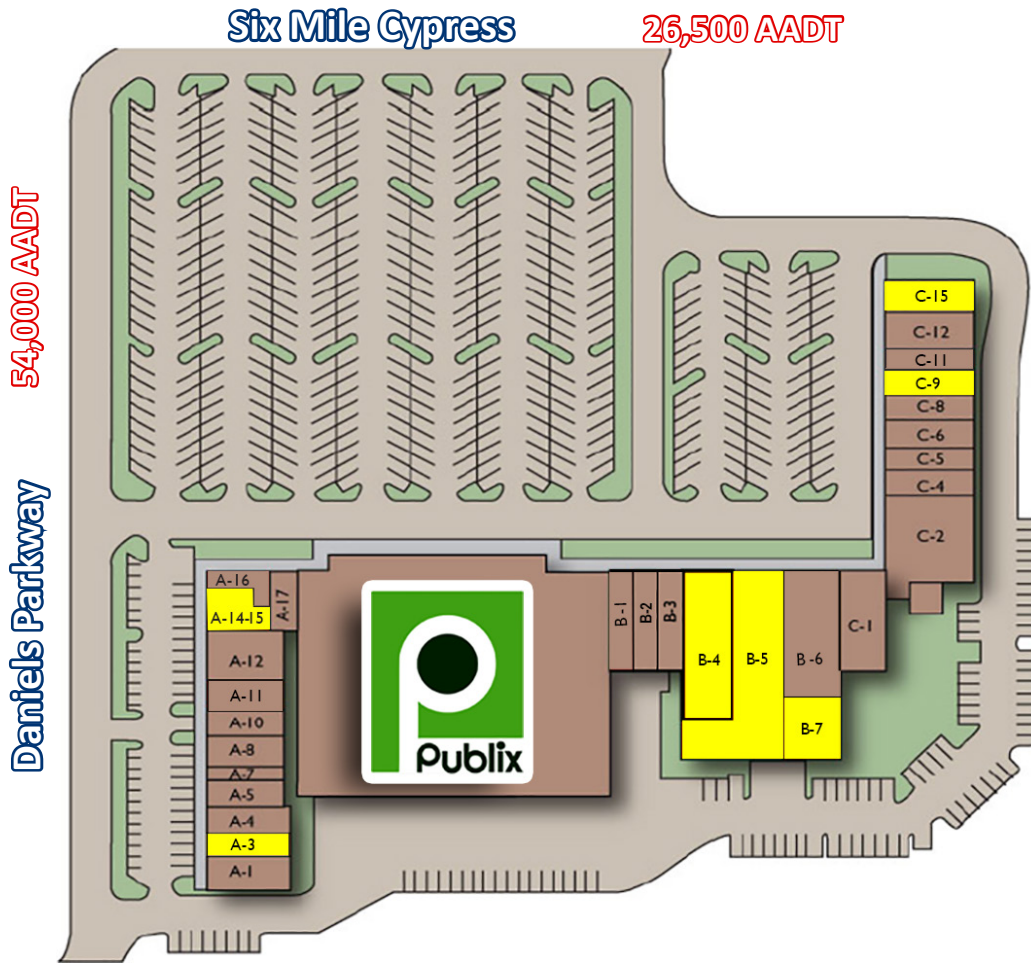 Six Mile Cypress
26,500 AADT
54,000 AADT
Daniels Parkway
C-15
C-12
C-11
C-9
C-8
C-6
C-5
C-4
C-2
C-1
A-16
A-17
A-14-15
A-12
A-11
A-10
A-8
A-7
A-5
A-4
A-3
A-1
Publix
B-1
B-2
B-3
B-4
B-5
B -6
B-7